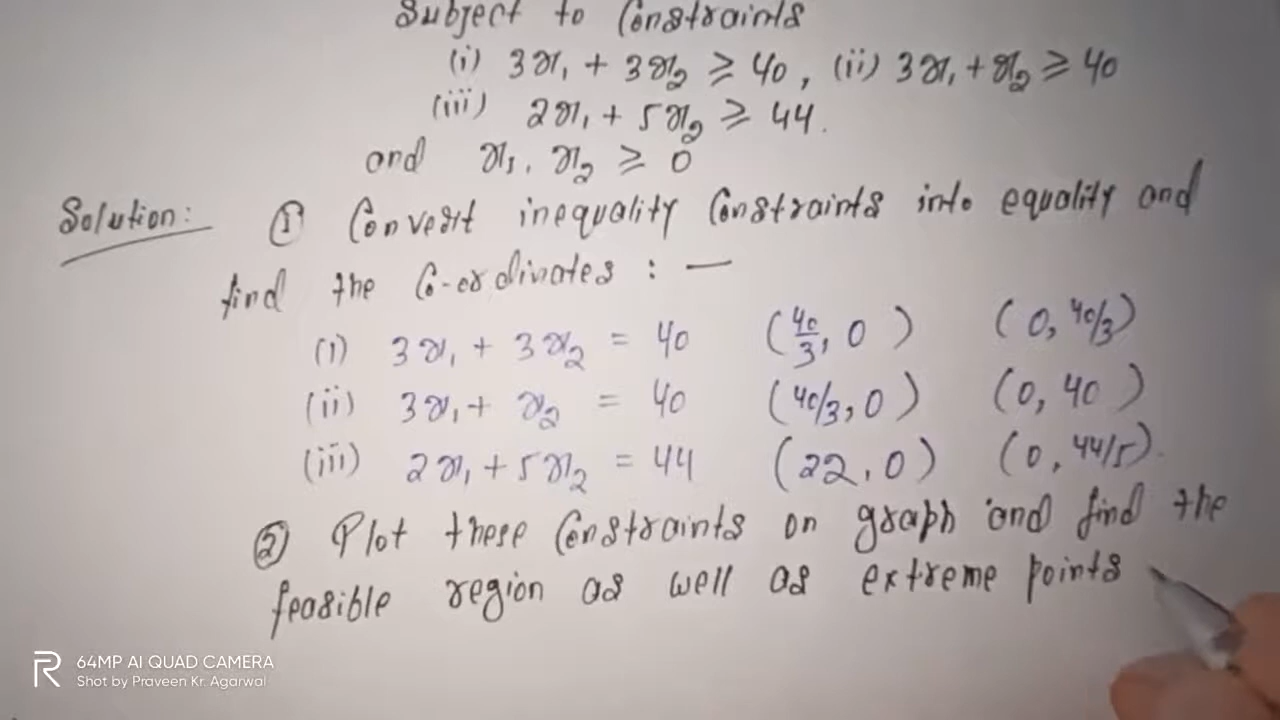 Subject to Constraints
(i) 3x₁ + 3x₂ ≥ 40, (ii) 3x₁ + x₂ ≥ 40
(iii) 2x₁ + 5x₂ ≥ 44.
and x₁, x₂ ≥ 0
Solution: ① Convert inequality Constraints into equality and
find the Co-ordinates : —
(i) 3x₁ + 3x₂ = 40 (40/3, 0) (0, 40/3)
(ii) 3x₁ + x₂ = 40 (40/3, 0) (0, 40)
(iii) 2x₁ + 5x₂ = 44 (22, 0) (0, 44/5).
② Plot these Constraints on graph and find the
feasible region as well as extreme points
64MP AI QUAD CAMERA
Shot by Praveen Kr. Agarwal